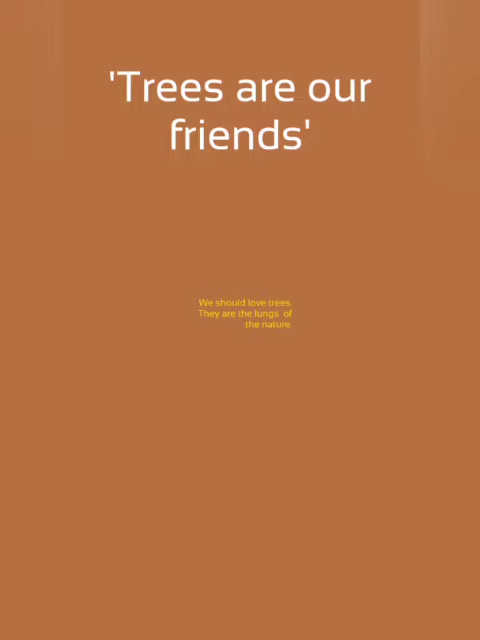 'Trees are our
friends'
We should love trees.
They are the lungs  of
the nature.